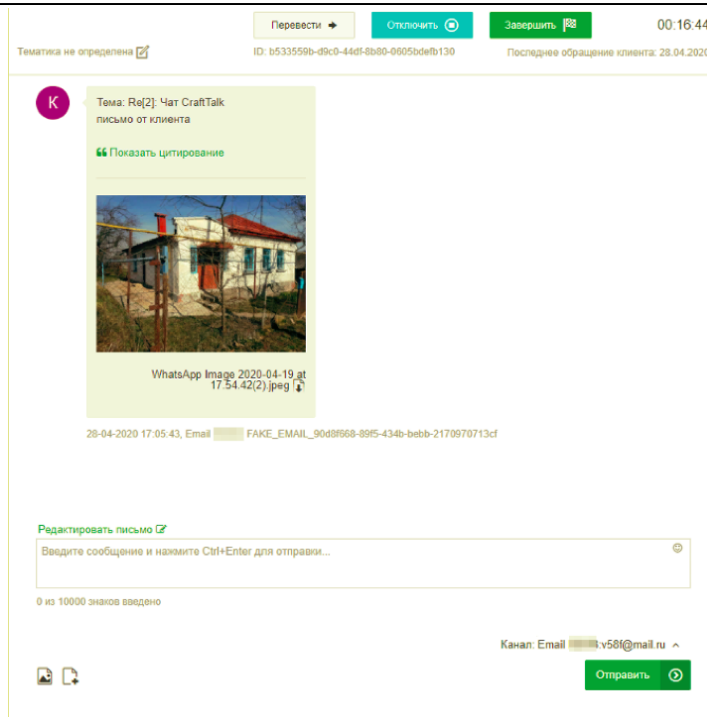 Перевести
Отключить
Завершить
00:16:44
Тематика не определена
ID: b533559b-d9c0-44df-8b80-0605bdefb130
Последнее обращение клиента: 28.04.2020
К
Тема: Re[2]: Чат CraftTalk
письмо от клиента
Показать цитирование
WhatsApp Image 2020-04-19 at
17.54.42(2).jpeg
28-04-2020 17:05:43, Email FAKE_EMAIL_90d8f668-89f5-434b-bebb-2170970713cf
Редактировать письмо
Введите сообщение и нажмите Ctrl+Enter для отправки...
0 из 10000 знаков введено
Канал: Email :v58f@mail.ru
Отправить